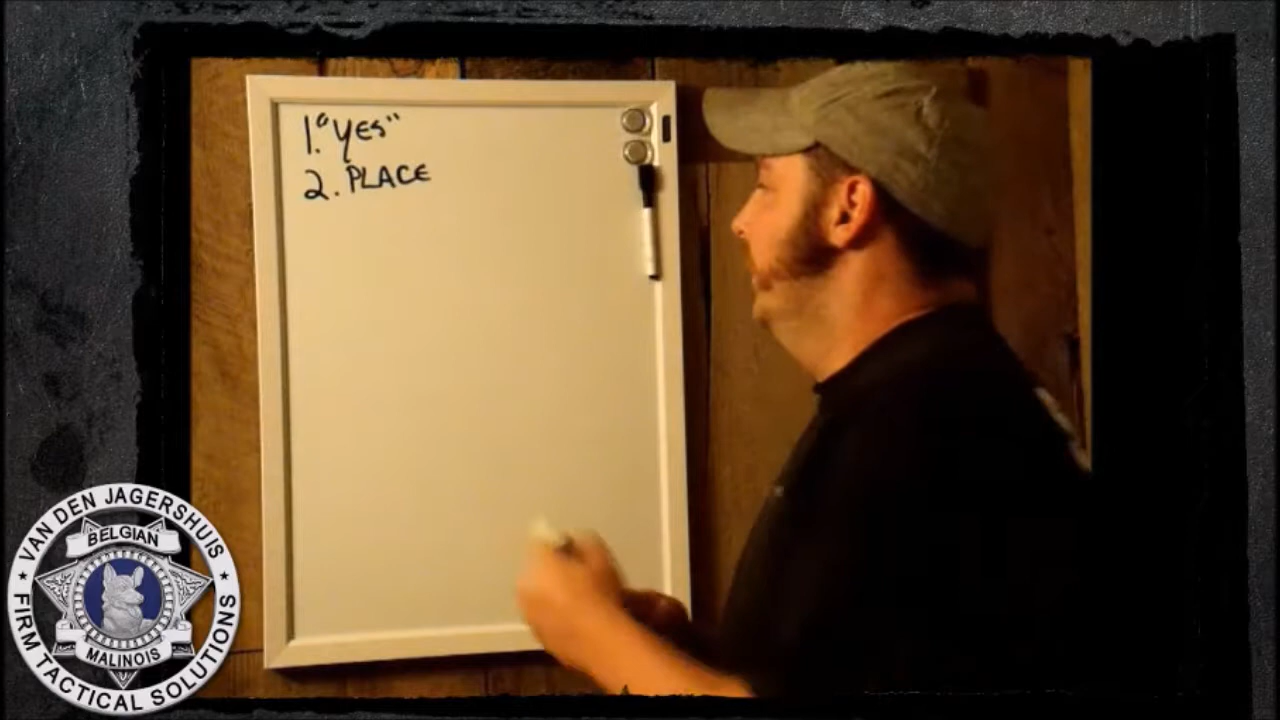 1. "YES"
2. PLACE
VAN DEN JAGERSHUIS
BELGIAN
MALINOIS
FIRM TACTICAL SOLUTIONS